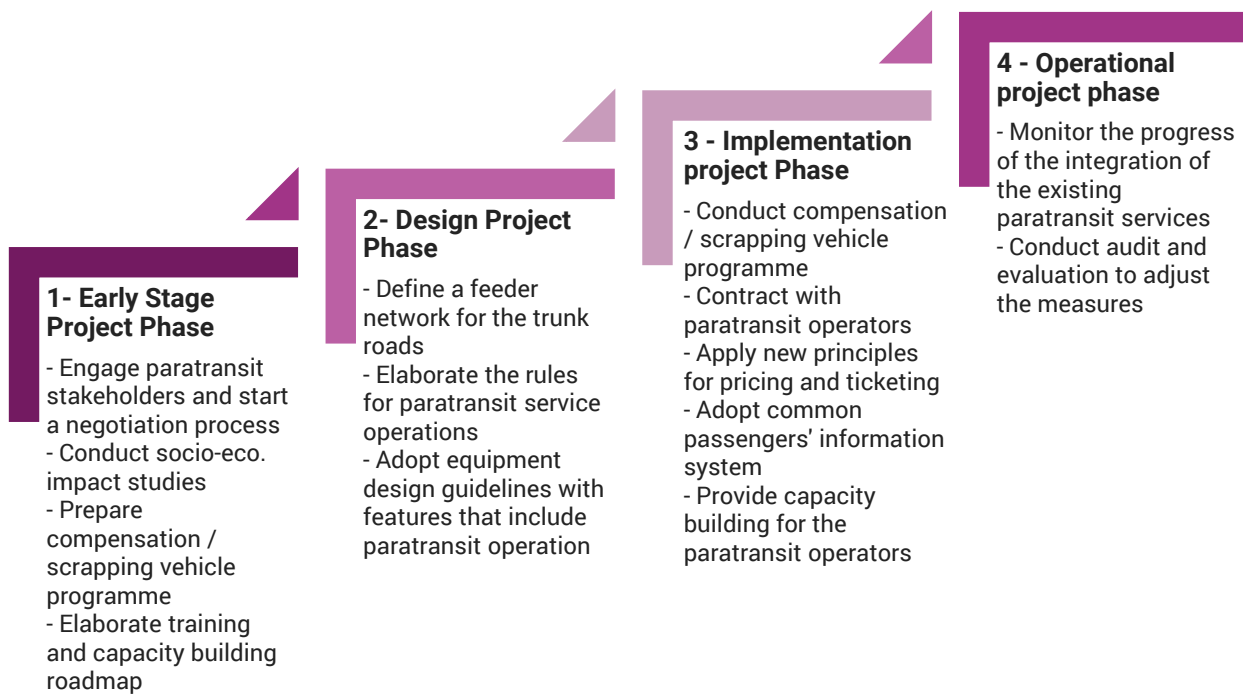 1- Early Stage
Project Phase
- Engage paratransit
stakeholders and start
a negotiation process
- Conduct socio-eco.
impact studies
- Prepare
compensation /
scrapping vehicle
programme
- Elaborate training
and capacity building
roadmap
2- Design Project
Phase
- Define a feeder
network for the trunk
roads
- Elaborate the rules
for paratransit service
operations
- Adopt equipment
design guidelines with
features that include
paratransit operation
3 - Implementation
project Phase
- Conduct compensation
/ scrapping vehicle
programme
- Contract with
paratransit operators
- Apply new principles
for pricing and ticketing
- Adopt common
passengers' information
system
- Provide capacity
building for the
paratransit operators
4 - Operational
project phase
- Monitor the progress
of the integration of
the existing
paratransit services
- Conduct audit and
evaluation to adjust
the measures